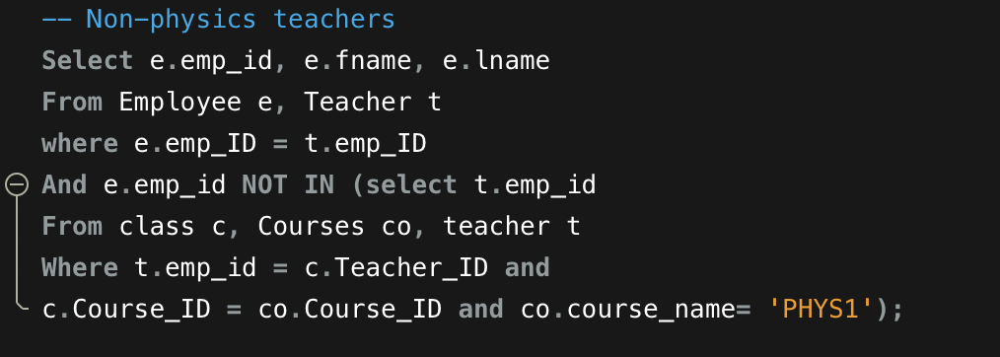 -- Non-physics teachers
Select e.emp_id, e.fname, e.lname
From Employee e, Teacher t
where e.emp_ID = t.emp_ID
And e.emp_id NOT IN (select t.emp_id
From class c, Courses co, teacher t
Where t.emp_id = c.Teacher_ID and
c.Course_ID = co.Course_ID and co.course_name= 'PHYS1');